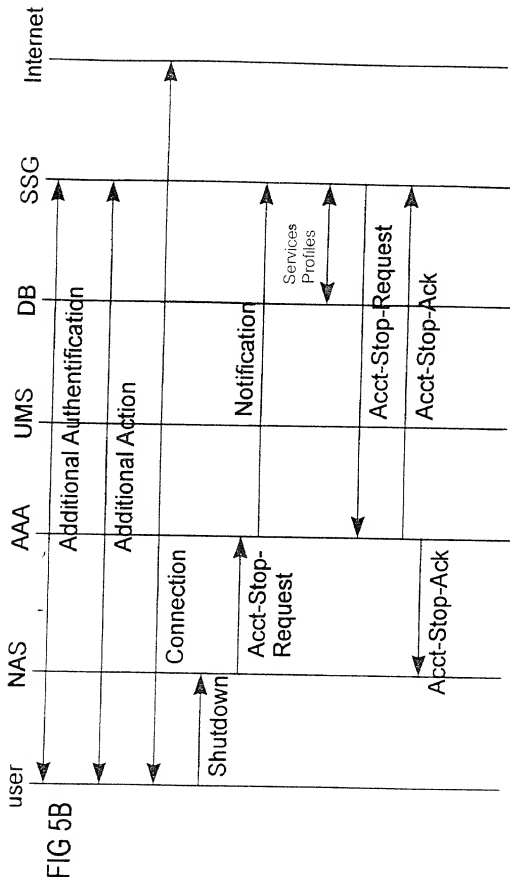 FIG 5B
user
NAS
AAA
UMS
DB
SSG
Internet
Additional Authentification
Additional Action
Connection
Shutdown
Acct-Stop-
Request
Notification
Services
Profiles
Acct-Stop-Request
Acct-Stop-Ack
Acct-Stop-Ack